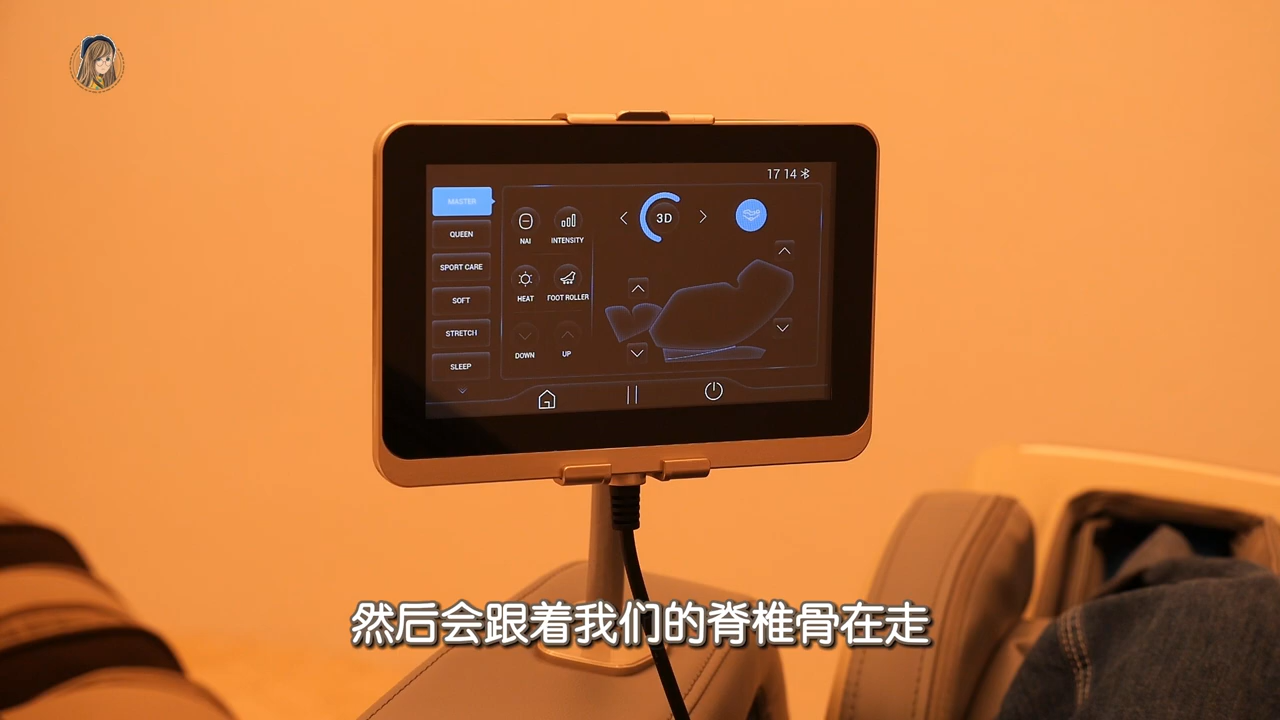 17 14
MASTER
QUEEN
SPORT CARE
SOFT
STRETCH
SLEEP
NAI
INTENSITY
HEAT
FOOT ROLLER
DOWN
UP
3D
然后会跟着我们的脊椎骨在走